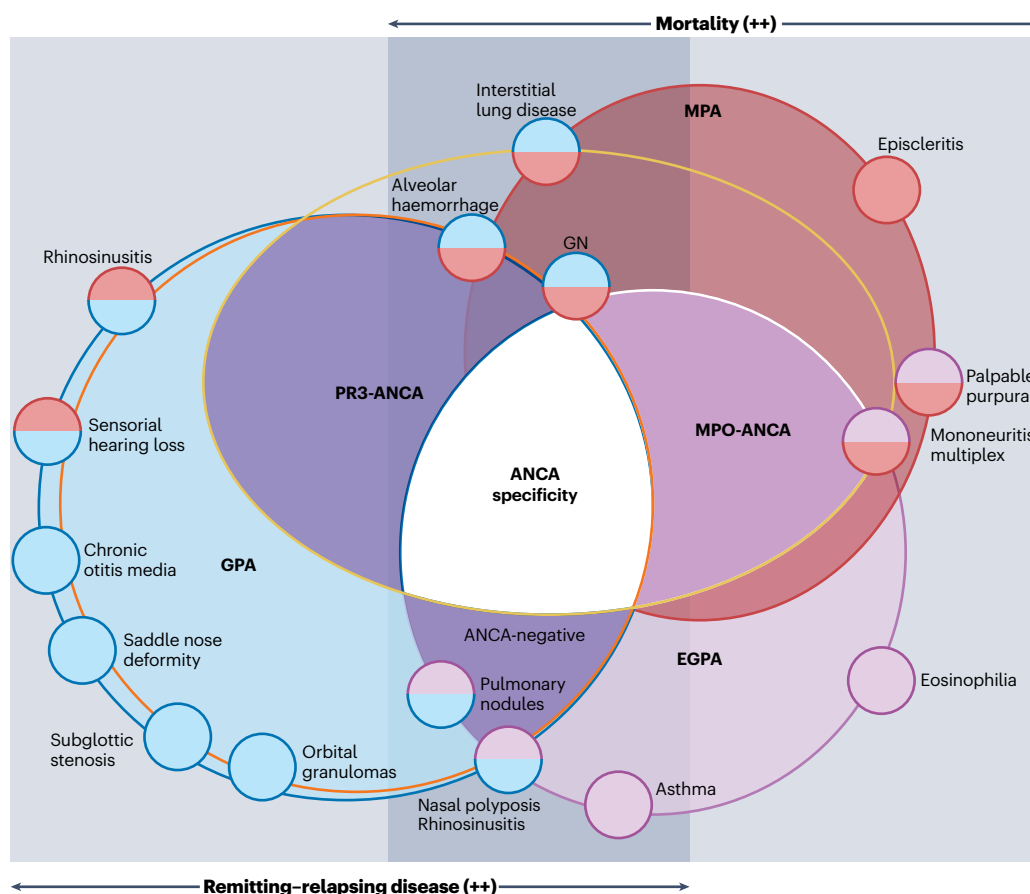 Mortality (++)
Interstitial
lung disease
MPA
Episcleritis
Alveolar
haemorrhage
GN
Rhinosinusitis
PR3-ANCA
Palpable
purpura
Sensorial
hearing loss
MPO-ANCA
Mononeuritis
multiplex
ANCA
specificity
Chronic
otitis media
GPA
Saddle nose
deformity
ANCA-negative
EGPA
Pulmonary
nodules
Eosinophilia
Subglottic
stenosis
Orbital
granulomas
Asthma
Nasal polyposis
Rhinosinusitis
Remitting–relapsing disease (++)